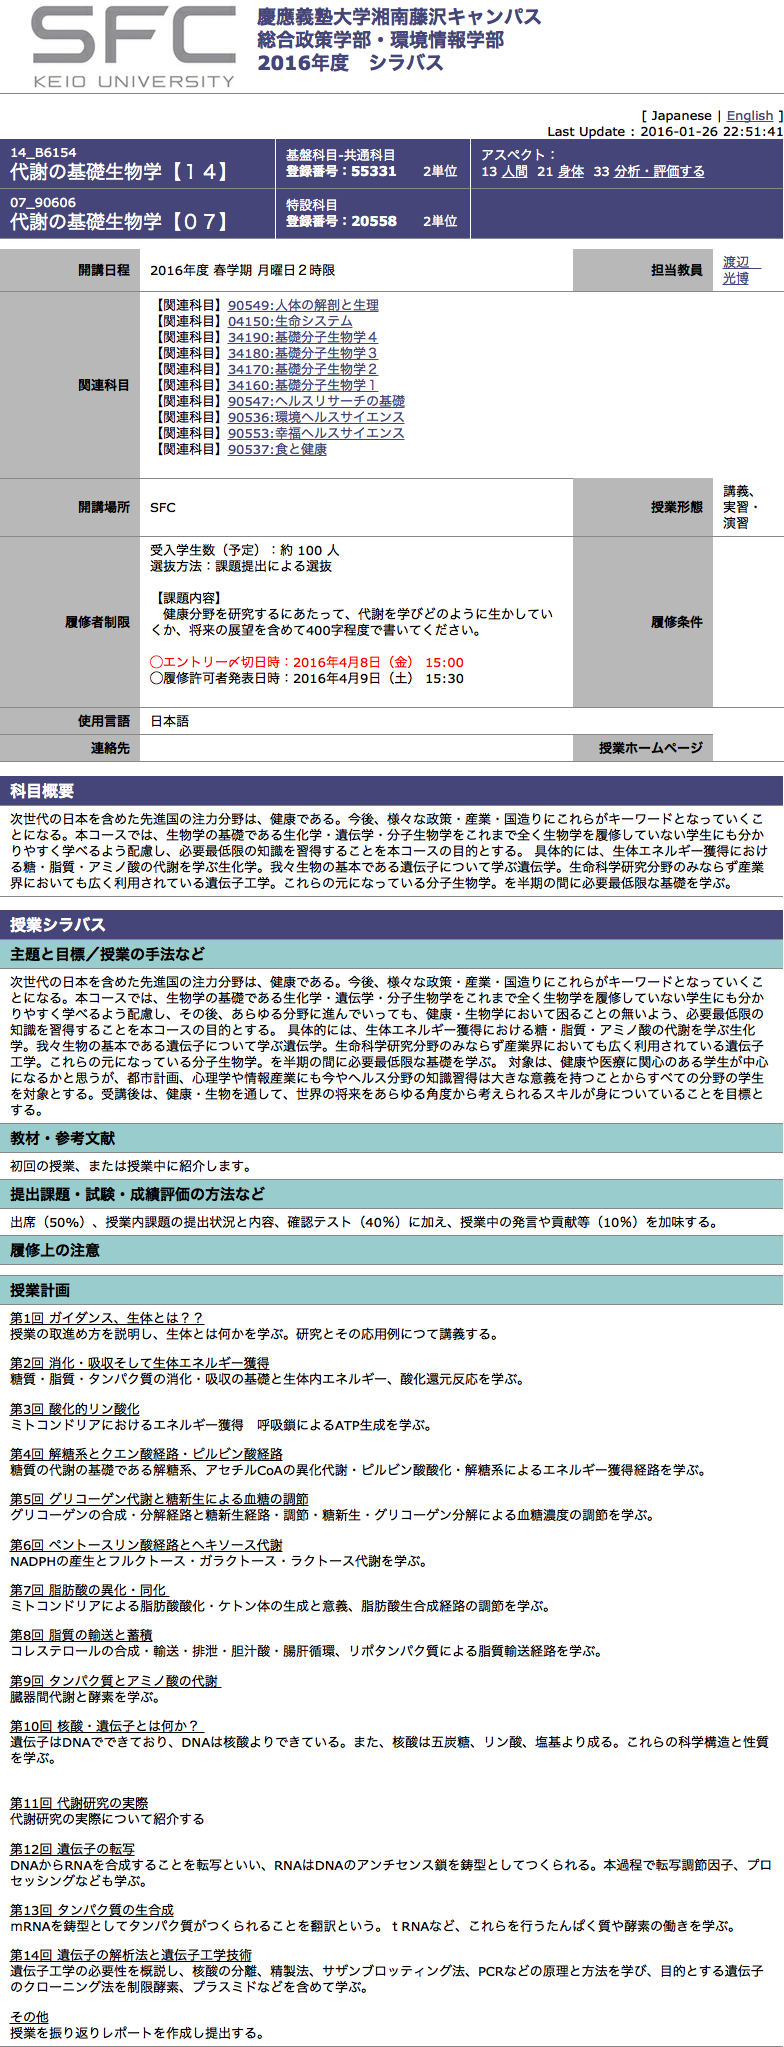 SFC
KEIO UNIVERSITY
慶應義塾大学湘南藤沢キャンパス
総合政策学部・環境情報学部
2016年度　シラバス
[ Japanese | English ]
Last Update : 2016-01-26 22:51:41
14_B6154
代謝の基礎生物学【１４】
基盤科目-共通科目
登録番号：55331　2単位
アスペクト：
13 人間 21 身体 33 分析・評価する
07_90606
代謝の基礎生物学【０７】
特設科目
登録番号：20558　2単位
開講日程
2016年度 春学期 月曜日２時限
担当教員
渡辺
光博
関連科目
【関連科目】90549:人体の解剖と生理
【関連科目】04150:生命システム
【関連科目】34190:基礎分子生物学４
【関連科目】34180:基礎分子生物学３
【関連科目】34170:基礎分子生物学２
【関連科目】34160:基礎分子生物学１
【関連科目】90547:ヘルスリサーチの基礎
【関連科目】90536:環境ヘルスサイエンス
【関連科目】90553:幸福ヘルスサイエンス
【関連科目】90537:食と健康
開講場所
SFC
授業形態
講義、
実習・
演習
履修者制限
受入学生数（予定）：約 100 人
選抜方法：課題提出による選抜
【課題内容】
　健康分野を研究するにあたって、代謝を学びどのように生かしてい
くか、将来の展望を含めて400字程度で書いてください。
◯エントリー〆切日時：2016年4月8日（金） 15:00
◯履修許可者発表日時：2016年4月9日（土） 15:30
履修条件
使用言語
日本語
連絡先
授業ホームページ
科目概要
次世代の日本を含めた先進国の注力分野は、健康である。今後、様々な政策・産業・国造りにこれらがキーワードとなっていくこ
とになる。本コースでは、生物学の基礎である生化学・遺伝学・分子生物学をこれまで全く生物学を履修していない学生にも分か
りやすく学べるよう配慮し、必要最低限の知識を習得することを本コースの目的とする。 具体的には、生体エネルギー獲得におけ
る糖・脂質・アミノ酸の代謝を学ぶ生化学。我々生物の基本である遺伝子について学ぶ遺伝学。生命科学研究分野のみならず産業
界においても広く利用されている遺伝子工学。これらの元になっている分子生物学。を半期の間に必要最低限な基礎を学ぶ。
授業シラバス
主題と目標／授業の手法など
次世代の日本を含めた先進国の注力分野は、健康である。今後、様々な政策・産業・国造りにこれらがキーワードとなっていくこ
とになる。本コースでは、生物学の基礎である生化学・遺伝学・分子生物学をこれまで全く生物学を履修していない学生にも分か
りやすく学べるよう配慮し、その後、あらゆる分野に進んでいっても、健康・生物学において困ることの無いよう、必要最低限の
知識を習得することを本コースの目的とする。 具体的には、生体エネルギー獲得における糖・脂質・アミノ酸の代謝を学ぶ生化
学。我々生物の基本である遺伝子について学ぶ遺伝学。生命科学研究分野のみならず産業界においても広く利用されている遺伝子
工学。これらの元になっている分子生物学。を半期の間に必要最低限な基礎を学ぶ。 対象は、健康や医療に関心のある学生が中心
になるかと思うが、都市計画、心理学や情報産業にも今やヘルス分野の知識習得は大きな意義を持つことからすべての分野の学生
を対象とする。受講後は、健康・生物を通して、世界の将来をあらゆる角度から考えられるスキルが身についていることを目標と
する。
教材・参考文献
初回の授業、または授業中に紹介します。
提出課題・試験・成績評価の方法など
出席（50%）、授業内課題の提出状況と内容、確認テスト（40％）に加え、授業中の発言や貢献等（10％）を加味する。
履修上の注意
授業計画
第1回 ガイダンス、生体とは？？
授業の取進め方を説明し、生体とは何かを学ぶ。研究とその応用例につて講義する。
第2回 消化・吸収そして生体エネルギー獲得
糖質・脂質・タンパク質の消化・吸収の基礎と生体内エネルギー、酸化還元反応を学ぶ。
第3回 酸化的リン酸化
ミトコンドリアにおけるエネルギー獲得　呼吸鎖によるATP生成を学ぶ。
第4回 解糖系とクエン酸経路・ピルビン酸経路
糖質の代謝の基礎である解糖系、アセチルCoAの異化代謝・ピルビン酸酸化・解糖系によるエネルギー獲得経路を学ぶ。
第5回 グリコーゲン代謝と糖新生による血糖の調節
グリコーゲンの合成・分解経路と糖新生経路・調節・糖新生・グリコーゲン分解による血糖濃度の調節を学ぶ。
第6回 ペントースリン酸経路とヘキソース代謝
NADPHの産生とフルクトース・ガラクトース・ラクトース代謝を学ぶ。
第7回 脂肪酸の異化・同化
ミトコンドリアによる脂肪酸酸化・ケトン体の生成と意義、脂肪酸生合成経路の調節を学ぶ。
第8回 脂質の輸送と蓄積
コレステロールの合成・輸送・排泄・胆汁酸・腸肝循環、リポタンパク質による脂質輸送経路を学ぶ。
第9回 タンパク質とアミノ酸の代謝
臓器間代謝と酵素を学ぶ。
第10回 核酸・遺伝子とは何か？
遺伝子はDNAでできており、DNAは核酸よりできている。また、核酸は五炭糖、リン酸、塩基より成る。これらの科学構造と性質
を学ぶ。
第11回 代謝研究の実際
代謝研究の実際について紹介する
第12回 遺伝子の転写
DNAからRNAを合成することを転写といい、RNAはDNAのアンチセンス鎖を鋳型としてつくられる。本過程で転写調節因子、プロ
セッシングなども学ぶ。
第13回 タンパク質の生合成
mRNAを鋳型としてタンパク質がつくられることを翻訳という。ｔRNAなど、これらを行うたんぱく質や酵素の働きを学ぶ。
第14回 遺伝子の解析法と遺伝子工学技術
遺伝子工学の必要性を概説し、核酸の分離、精製法、サザンブロッティング法、PCRなどの原理と方法を学び、目的とする遺伝子
のクローニング法を制限酵素、プラスミドなどを含めて学ぶ。
その他
授業を振り返りレポートを作成し提出する。